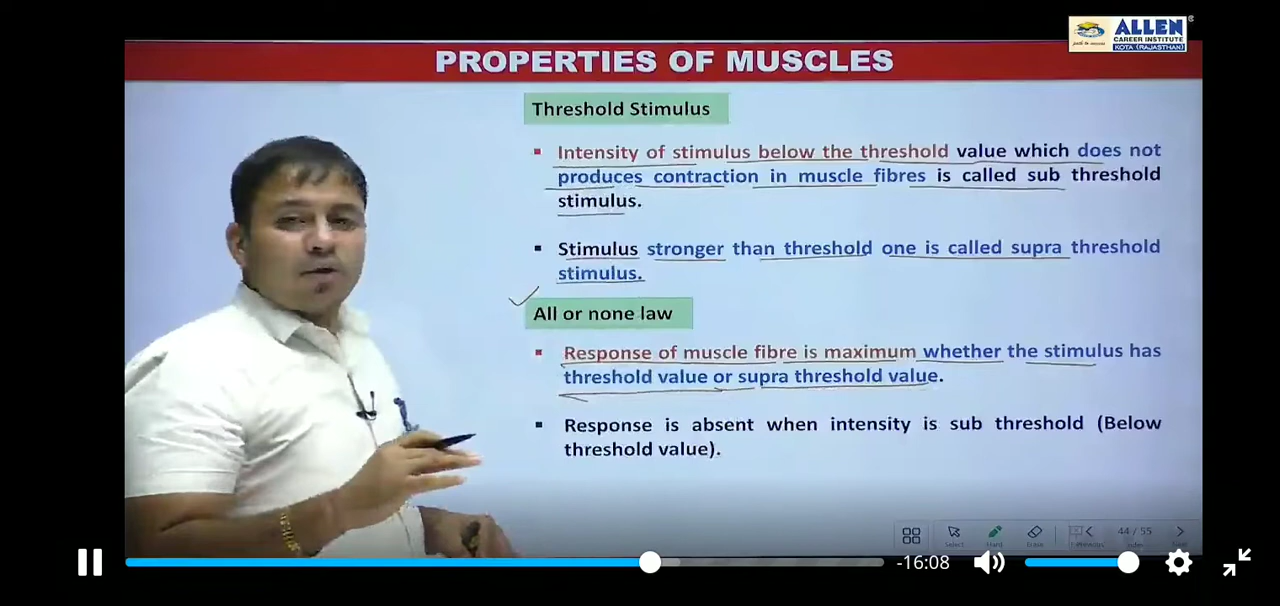 ALLEN
CAREER INSTITUTE
KOTA (RAJASTHAN)
PROPERTIES OF MUSCLES
Threshold Stimulus
Intensity of stimulus below the threshold value which does not
produces contraction in muscle fibres is called sub threshold
stimulus.
Stimulus stronger than threshold one is called supra threshold
stimulus.
All or none law
Response of muscle fibre is maximum whether the stimulus has
threshold value or supra threshold value.
Response is absent when intensity is sub threshold (Below
threshold value).
44 / 55
Select
Erase
Index
-16:08